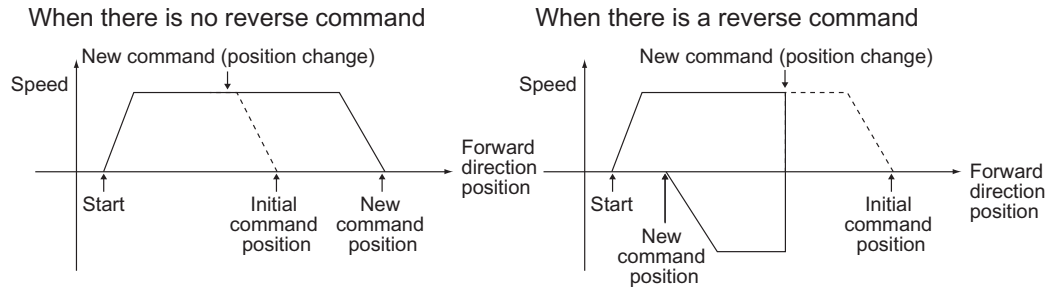 When there is no reverse command
New command (position change)
Speed
Forward
direction
position
Start
Initial
command
position
New
command
position
When there is a reverse command
New command (position change)
Speed
Forward
direction
position
Start
New
command
position
Initial
command
position